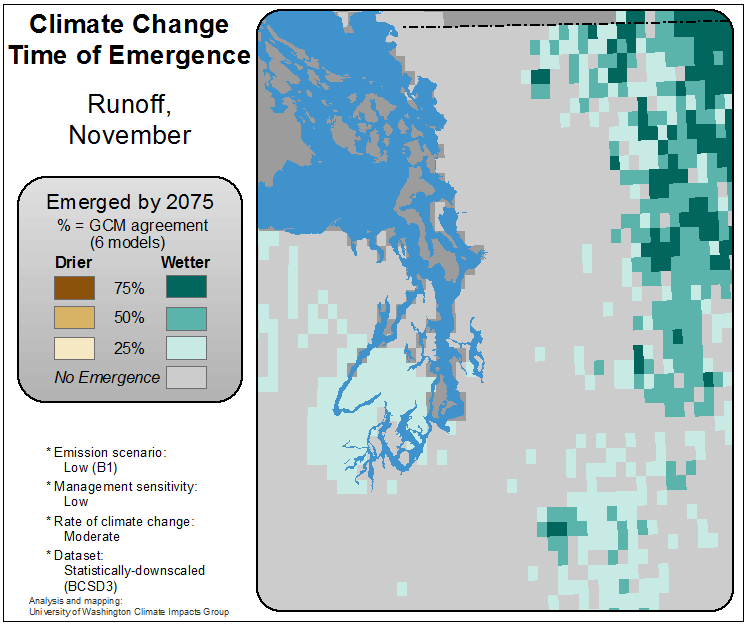 Climate Change
Time of Emergence
Runoff,
November
Emerged by 2075
% = GCM agreement
(6 models)
Drier Wetter
75%
50%
25%
No Emergence
* Emission scenario:
Low (B1)
* Management sensitivity:
Low
* Rate of climate change:
Moderate
* Dataset:
Statistically-downscaled
(BCSD3)
Analysis and mapping:
University of Washington Climate Impacts Group